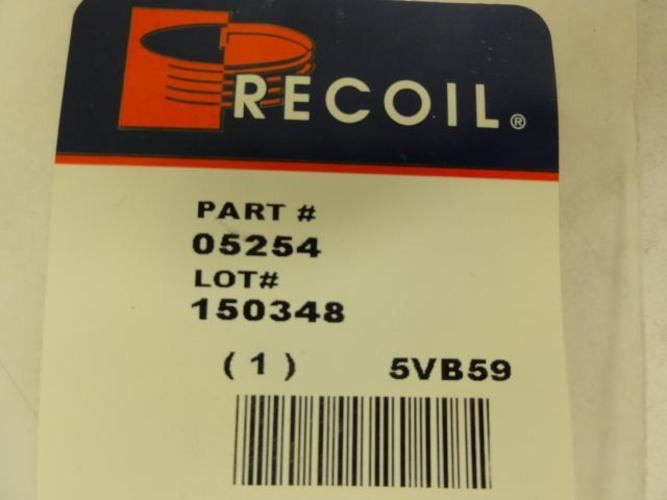 RECOIL®
PART #
05254
LOT#
150348
(1) 5VB59